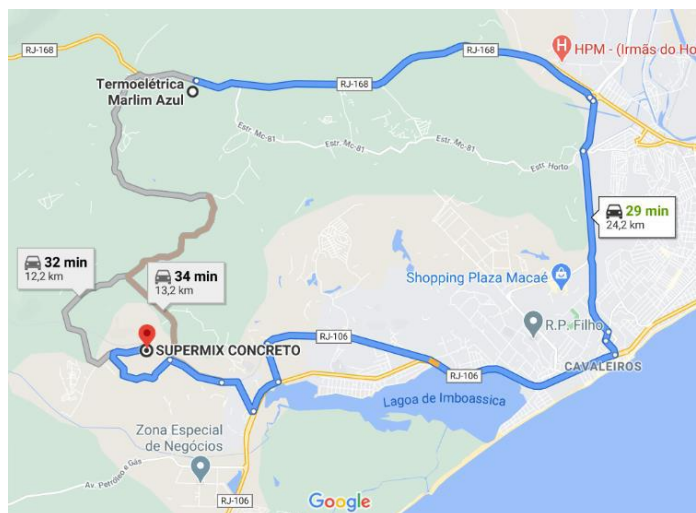 RJ-168
RJ-168
HPM - (Irmãs do Ho
Termoelétrica
Marlim Azul
RJ-168
Estr. Mc-81
Estr. Mc-81
Estr. Horto
29 min
24,2 km
32 min
12,2 km
34 min
13,2 km
Shopping Plaza Macaé
R.P. Filho
SUPERMIX CONCRETO
RJ-106
RJ-106
CAVALEIROS
Lagoa de Imboassica
Zona Especial
de Negócios
Av. Petróleo e Gás
RJ-106
Google